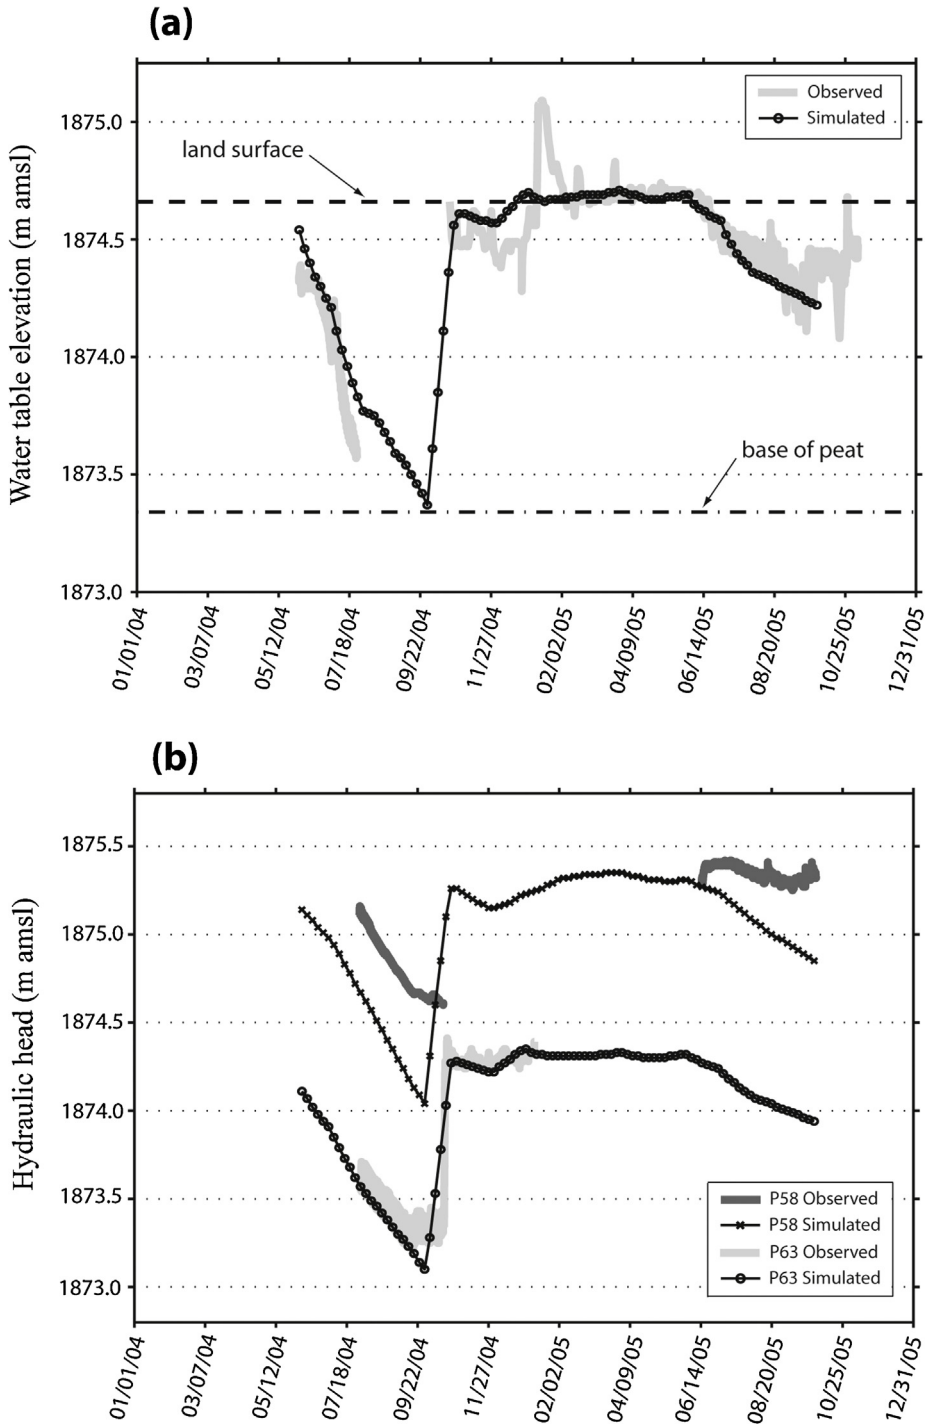 (a)
Water table elevation (m amsl)
1875.0
1874.5
1874.0
1873.5
1873.0
land surface
base of peat
Observed
Simulated
01/01/04
03/07/04
05/12/04
07/18/04
09/22/04
11/27/04
02/02/05
04/09/05
06/14/05
08/20/05
10/25/05
12/31/05
(b)
Hydraulic head (m amsl)
1875.5
1875.0
1874.5
1874.0
1873.5
1873.0
P58 Observed
P58 Simulated
P63 Observed
P63 Simulated
01/01/04
03/07/04
05/12/04
07/18/04
09/22/04
11/27/04
02/02/05
04/09/05
06/14/05
08/20/05
10/25/05
12/31/05